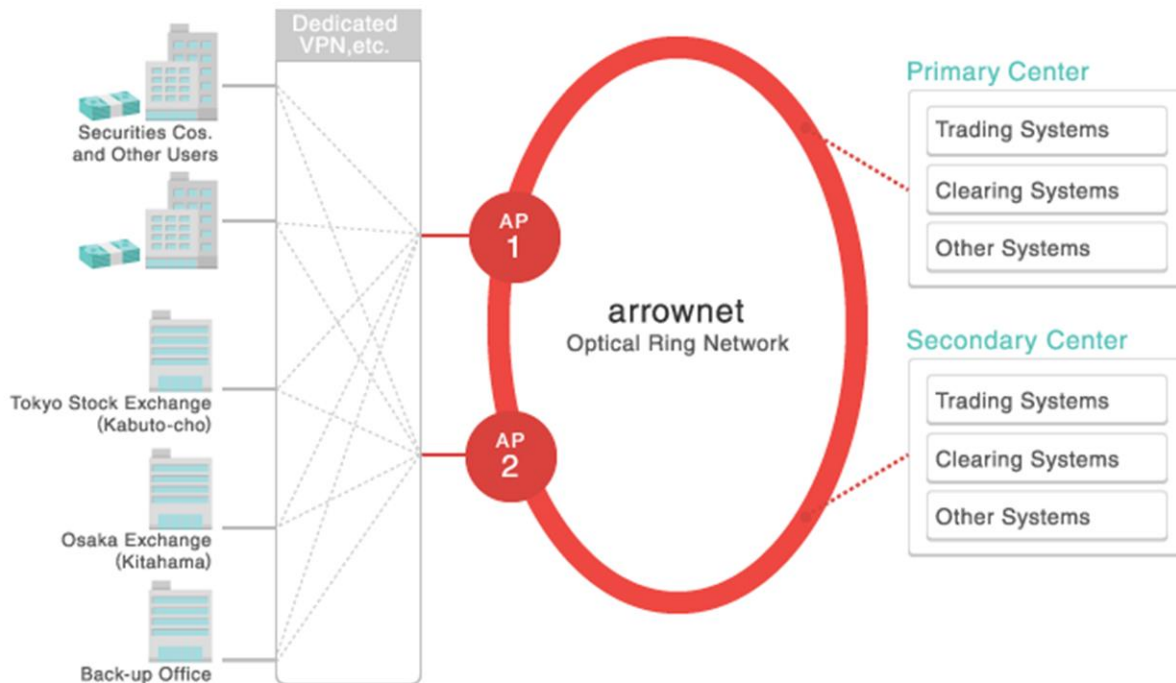 Dedicated
VPN,etc.
Securities Cos.
and Other Users
Tokyo Stock Exchange
(Kabuto-cho)
Osaka Exchange
(Kitahama)
Back-up Office
AP
1
AP
2
arrownet
Optical Ring Network
Primary Center
Trading Systems
Clearing Systems
Other Systems
Secondary Center
Trading Systems
Clearing Systems
Other Systems